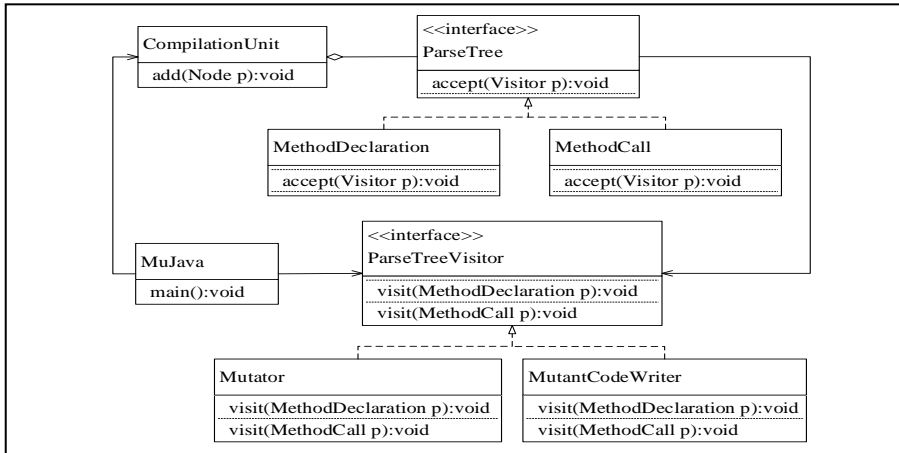 CompilationUnit
add(Node p):void
<<interface>>
ParseTree
accept(Visitor p):void
MethodDeclaration
accept(Visitor p):void
MethodCall
accept(Visitor p):void
MuJava
main():void
<<interface>>
ParseTreeVisitor
visit(MethodDeclaration p):void
visit(MethodCall p):void
Mutator
visit(MethodDeclaration p):void
visit(MethodCall p):void
MutantCodeWriter
visit(MethodDeclaration p):void
visit(MethodCall p):void